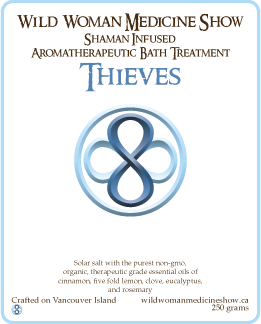 Wild Woman Medicine Show
Shaman Infused
Aromatherapeutic Bath Treatment
Thieves
Solar salt with the purest non-gmo,
organic, therapeutic grade essential oils of
cinnamon, five fold lemon, clove, eucalyptus,
and rosemary
Crafted on Vancouver Island wildwomanmedicineshow.ca
250 grams